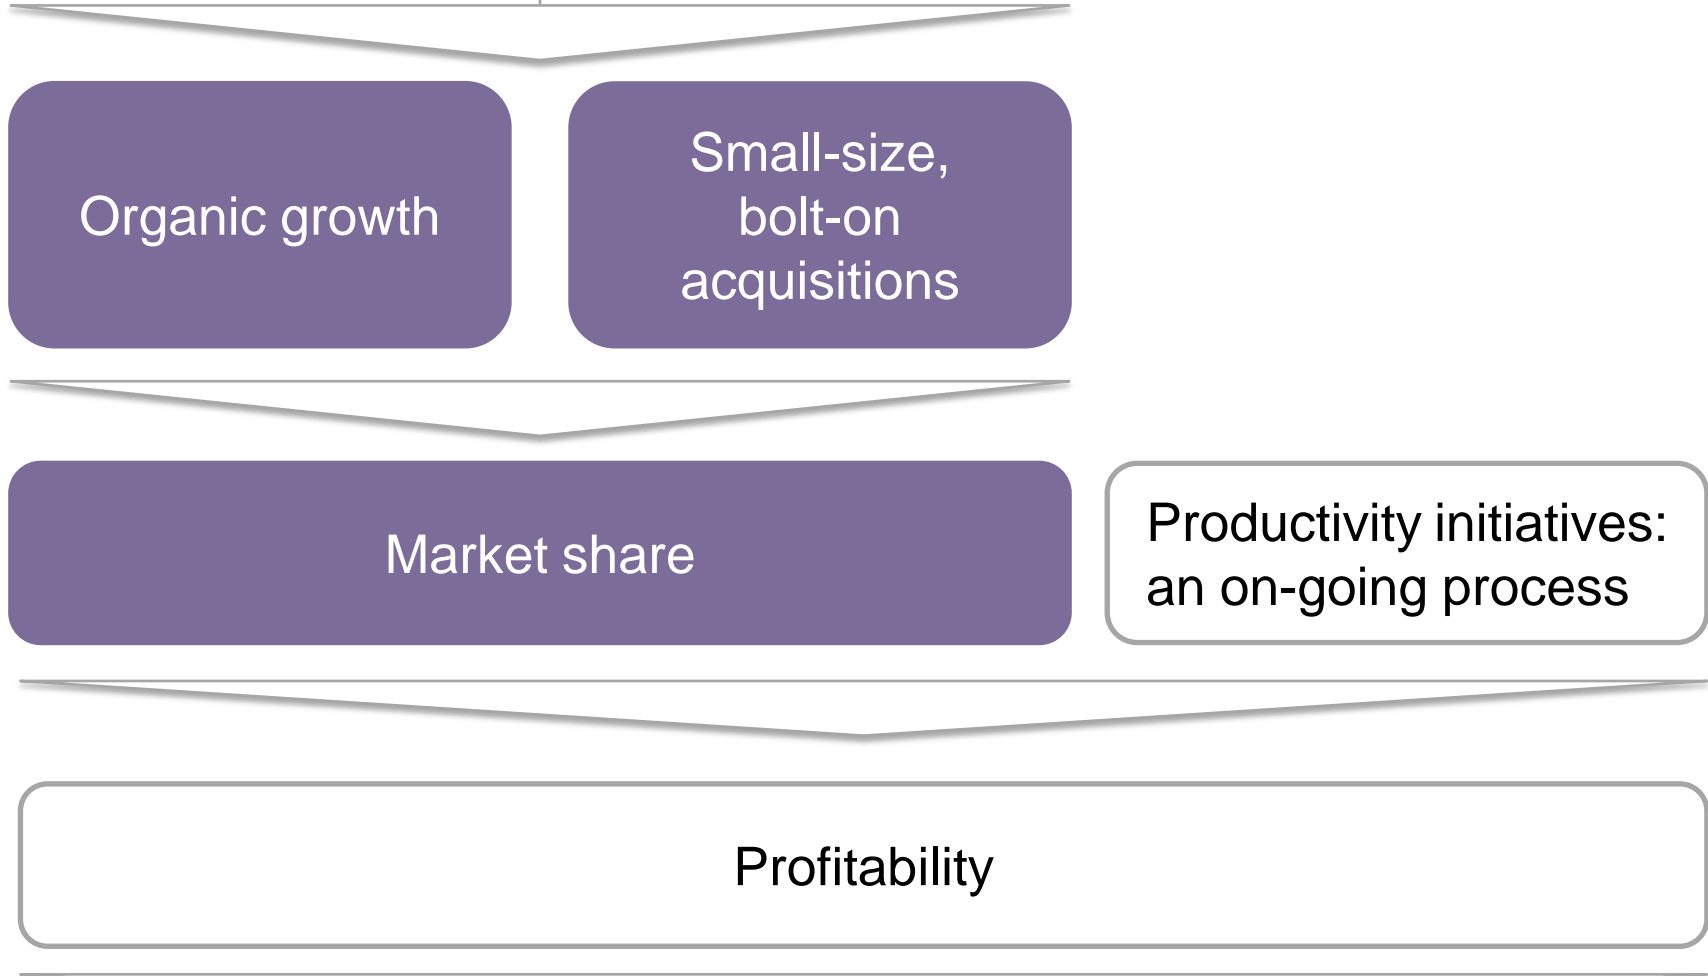 Organic growth
Small-size,
bolt-on
acquisitions
Market share
Productivity initiatives:
an on-going process
Profitability